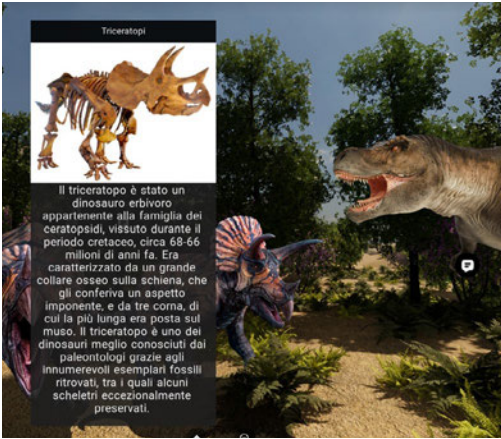 Triceratopi
Il triceratopo è stato un
dinosauro erbivoro
appartenente alla famiglia dei
ceratopsidi, vissuto durante il
periodo cretaceo, circa 68-66
milioni di anni fa. Era
caratterizzato da un grande
collare osseo sulla schiena, che
gli conferiva un aspetto
imponente, e da tre corna, di
cui la più lunga era posta sul
muso. Il triceratopo è uno dei
dinosauri meglio conosciuti dai
paleontologi grazie agli
innumerevoli esemplari fossili
ritrovati, tra i quali alcuni
scheletri eccezionalmente
preservati.